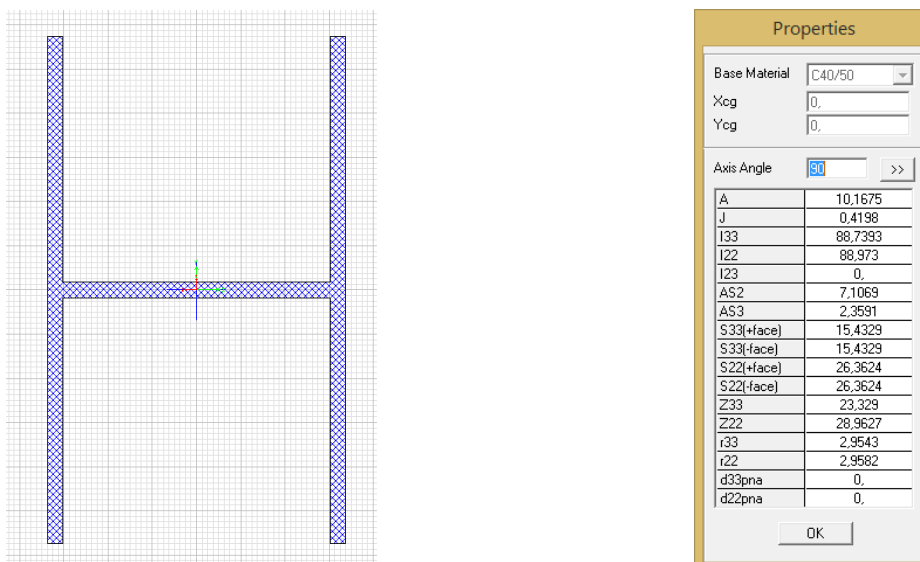 Properties
Base Material C40/50
Xcg 0,
Ycg 0,
Axis Angle 90 >>
A 10,1675
J 0,4198
I33 88,7393
I22 88,973
I23 0,
AS2 7,1069
AS3 2,3591
S33(+face) 15,4329
S33(-face) 15,4329
S22(+face) 26,3624
S22(-face) 26,3624
Z33 23,329
Z22 28,9627
r33 2,9543
r22 2,9582
d33pna 0,
d22pna 0,
OK